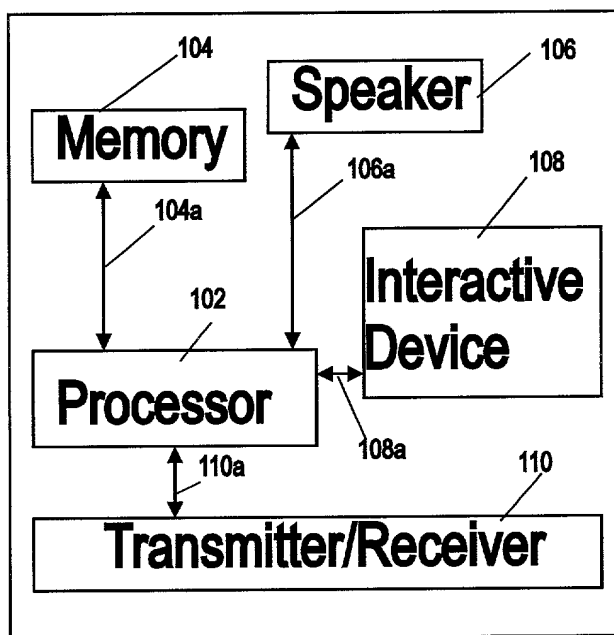 104
Memory
104a
Speaker
106
106a
108
Interactive
Device
102
Processor
108a
110a
110
Transmitter/Receiver